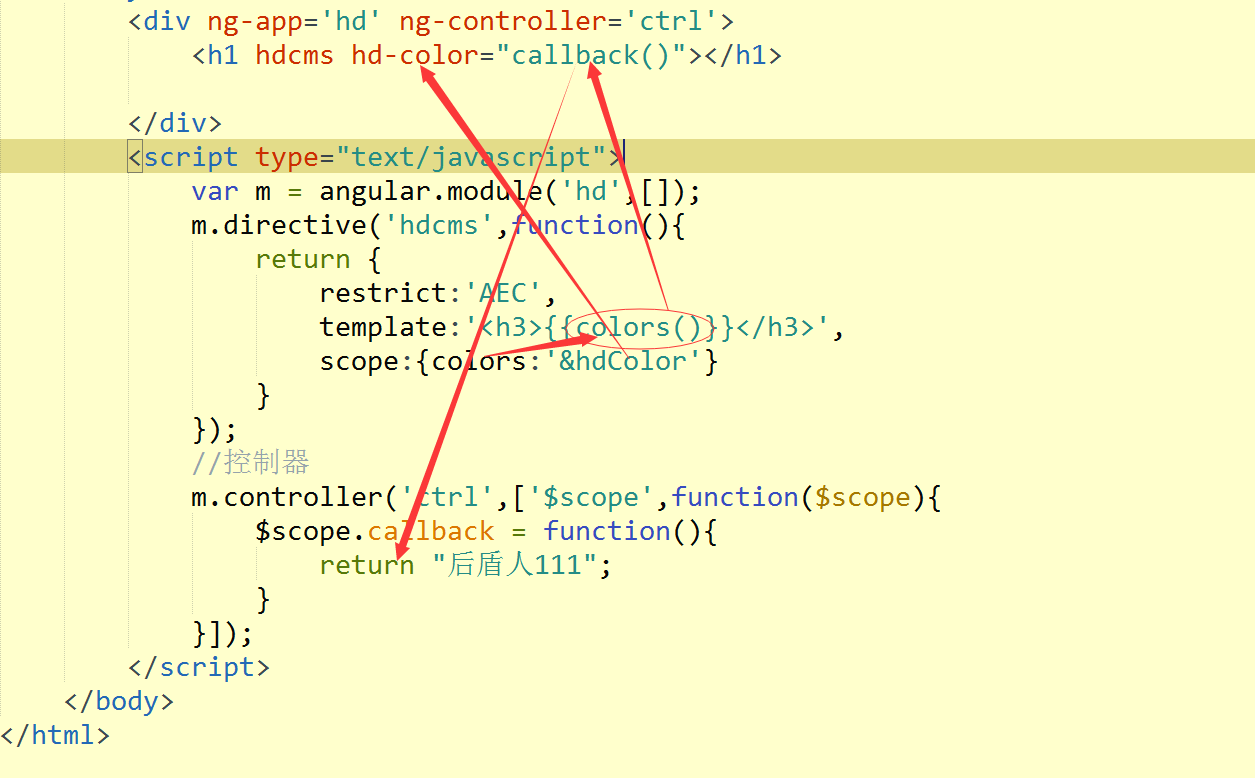 <div ng-app='hd' ng-controller='ctrl'>
<h1 hdcms hd-color="callback()"></h1>
</div>
<script type="text/javascript">
var m = angular.module('hd',[]);
m.directive('hdcms',function(){
return {
restrict:'AEC',
template:'<h3>{{colors()}}</h3>',
scope:{colors:'&hdColor'}
}
});
//控制器
m.controller('ctrl',['$scope',function($scope){
$scope.callback = function(){
return "后盾人111";
}
}]);
</script>
</body>
</html>